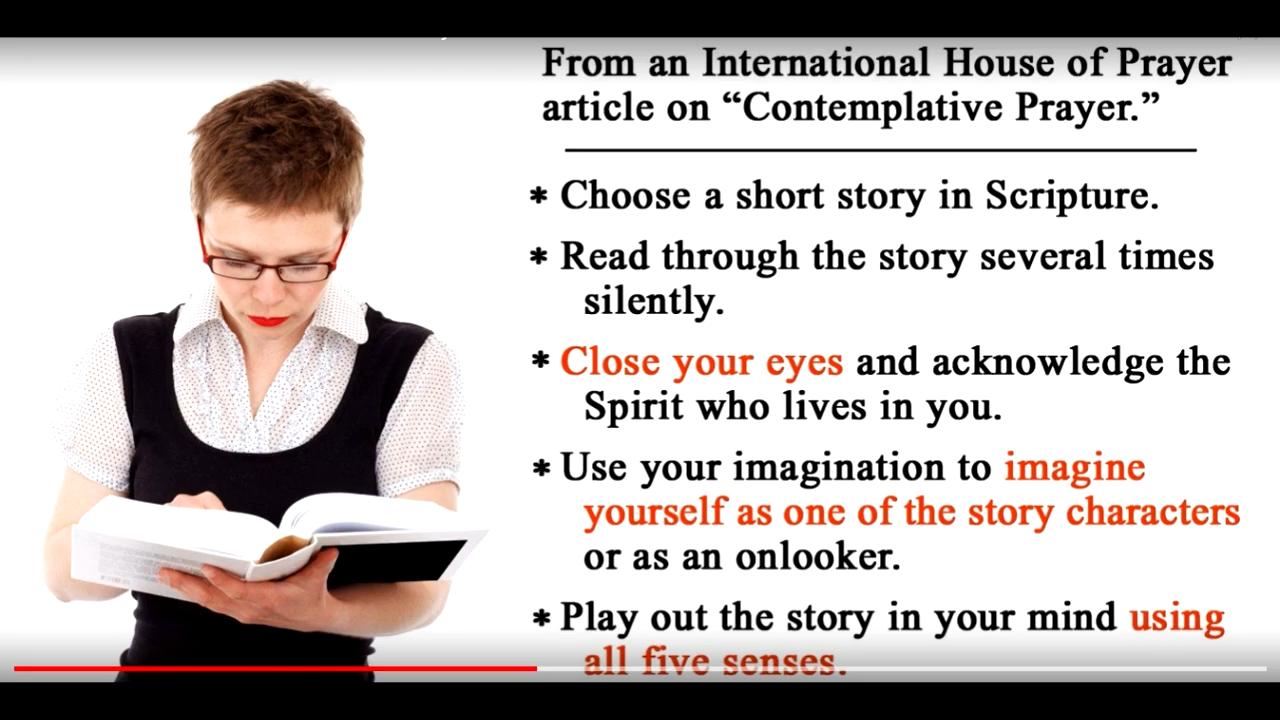 From an International House of Prayer
article on “Contemplative Prayer.”
* Choose a short story in Scripture.
* Read through the story several times
silently.
* Close your eyes and acknowledge the
Spirit who lives in you.
* Use your imagination to imagine
yourself as one of the story characters
or as an onlooker.
* Play out the story in your mind using
all five senses.